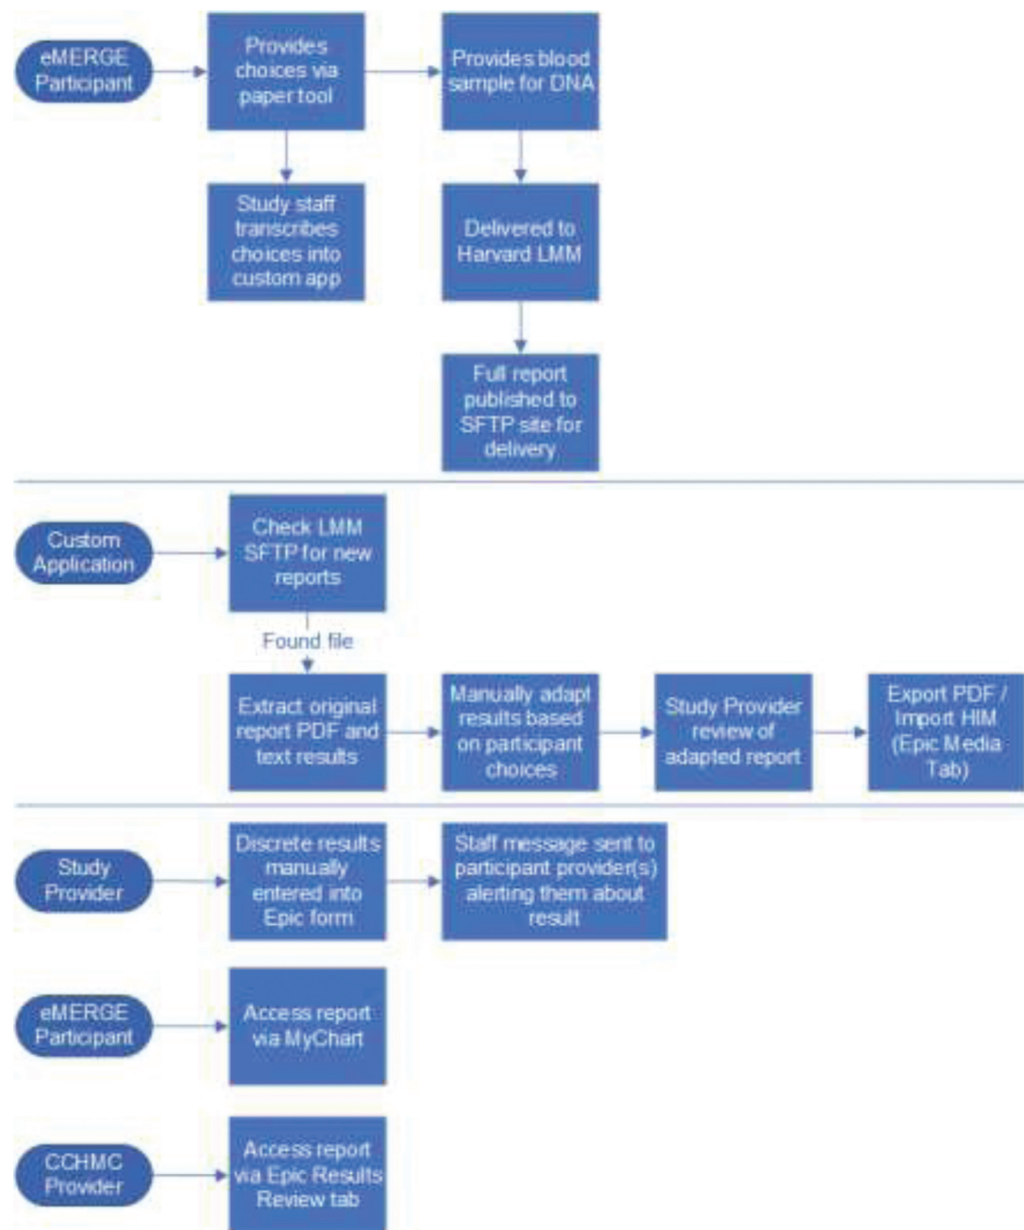 eMERGE
Participant
Provides
choices via
paper tool
Provides blood
sample for DNA
Study staff
transcribes
choices into
custom app
Delivered to
Harvard LMM
Full report
published to
SFTP site for
delivery
Custom
Application
Check LMM
SFTP for new
reports
Found file
Extract original
report PDF and
text results
Manually adapt
results based
on participant
choices
Study Provider
review of
adapted report
Export PDF /
Import HIM
(Epic Media
Tab)
Study
Provider
Discrete results
manually
entered into
Epic form
Staff message sent to
participant provider(s)
alerting them about
result
eMERGE
Participant
Access report
via MyChart
CCHMC
Provider
Access report
via Epic Results
Review tab